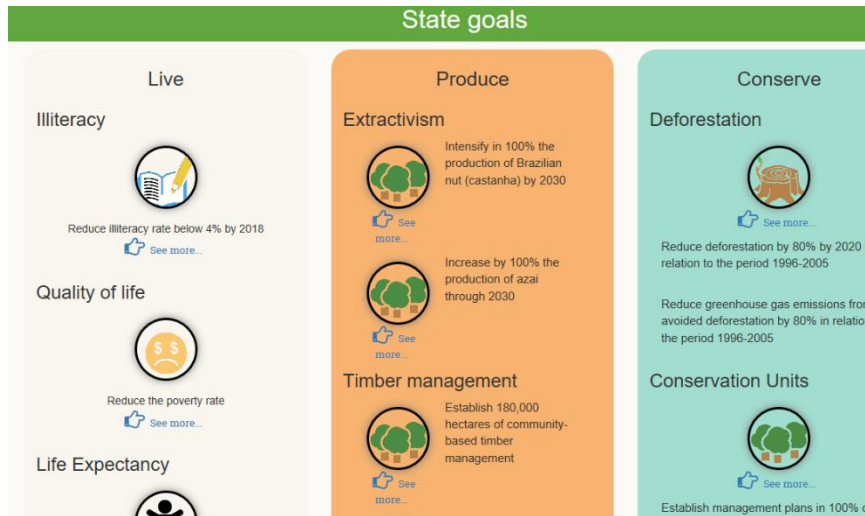 State goals
Live
Illiteracy
Reduce illiteracy rate below 4% by 2018
See more...
Quality of life
$ $
Reduce the poverty rate
See more...
Life Expectancy
Produce
Extractivism
Intensify in 100% the
production of Brazilian
nut (castanha) by 2030
See
more...
Increase by 100% the
production of azai
through 2030
See
more...
Timber management
Establish 180,000
hectares of community-
based timber
management
See
more...
Conserve
Deforestation
See more...
Reduce deforestation by 80% by 2020
relation to the period 1996-2005
Reduce greenhouse gas emissions
avoided deforestation by 80% in
the period 1996-2005
Conservation Units
See more...
Establish management plans in 100%